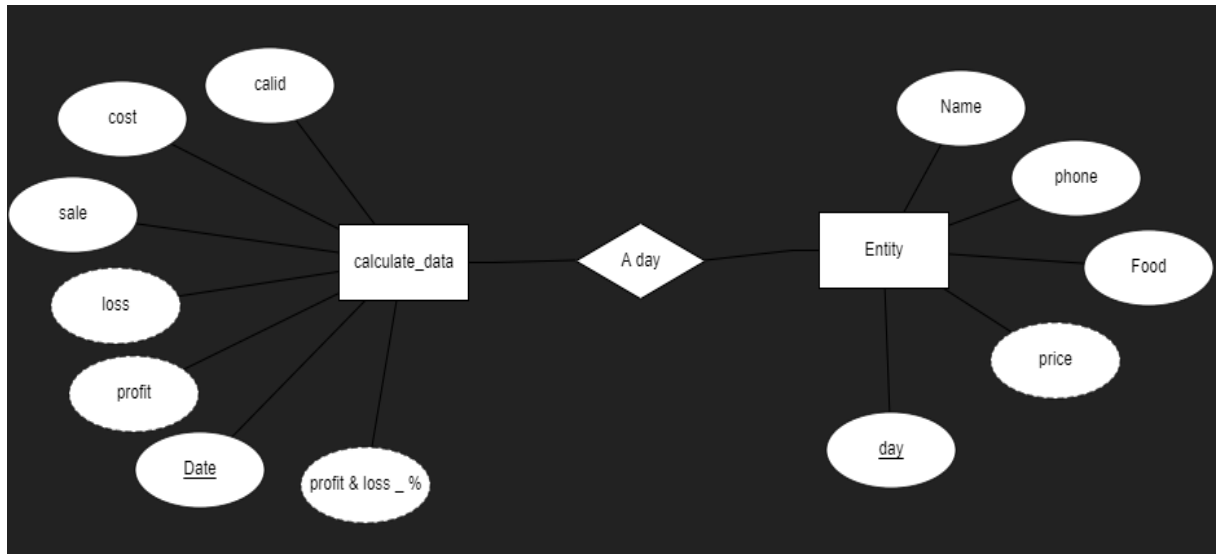 calid
cost
sale
loss
profit
Date
profit & loss _ %
calculate_data
A day
Entity
Name
phone
Food
price
day